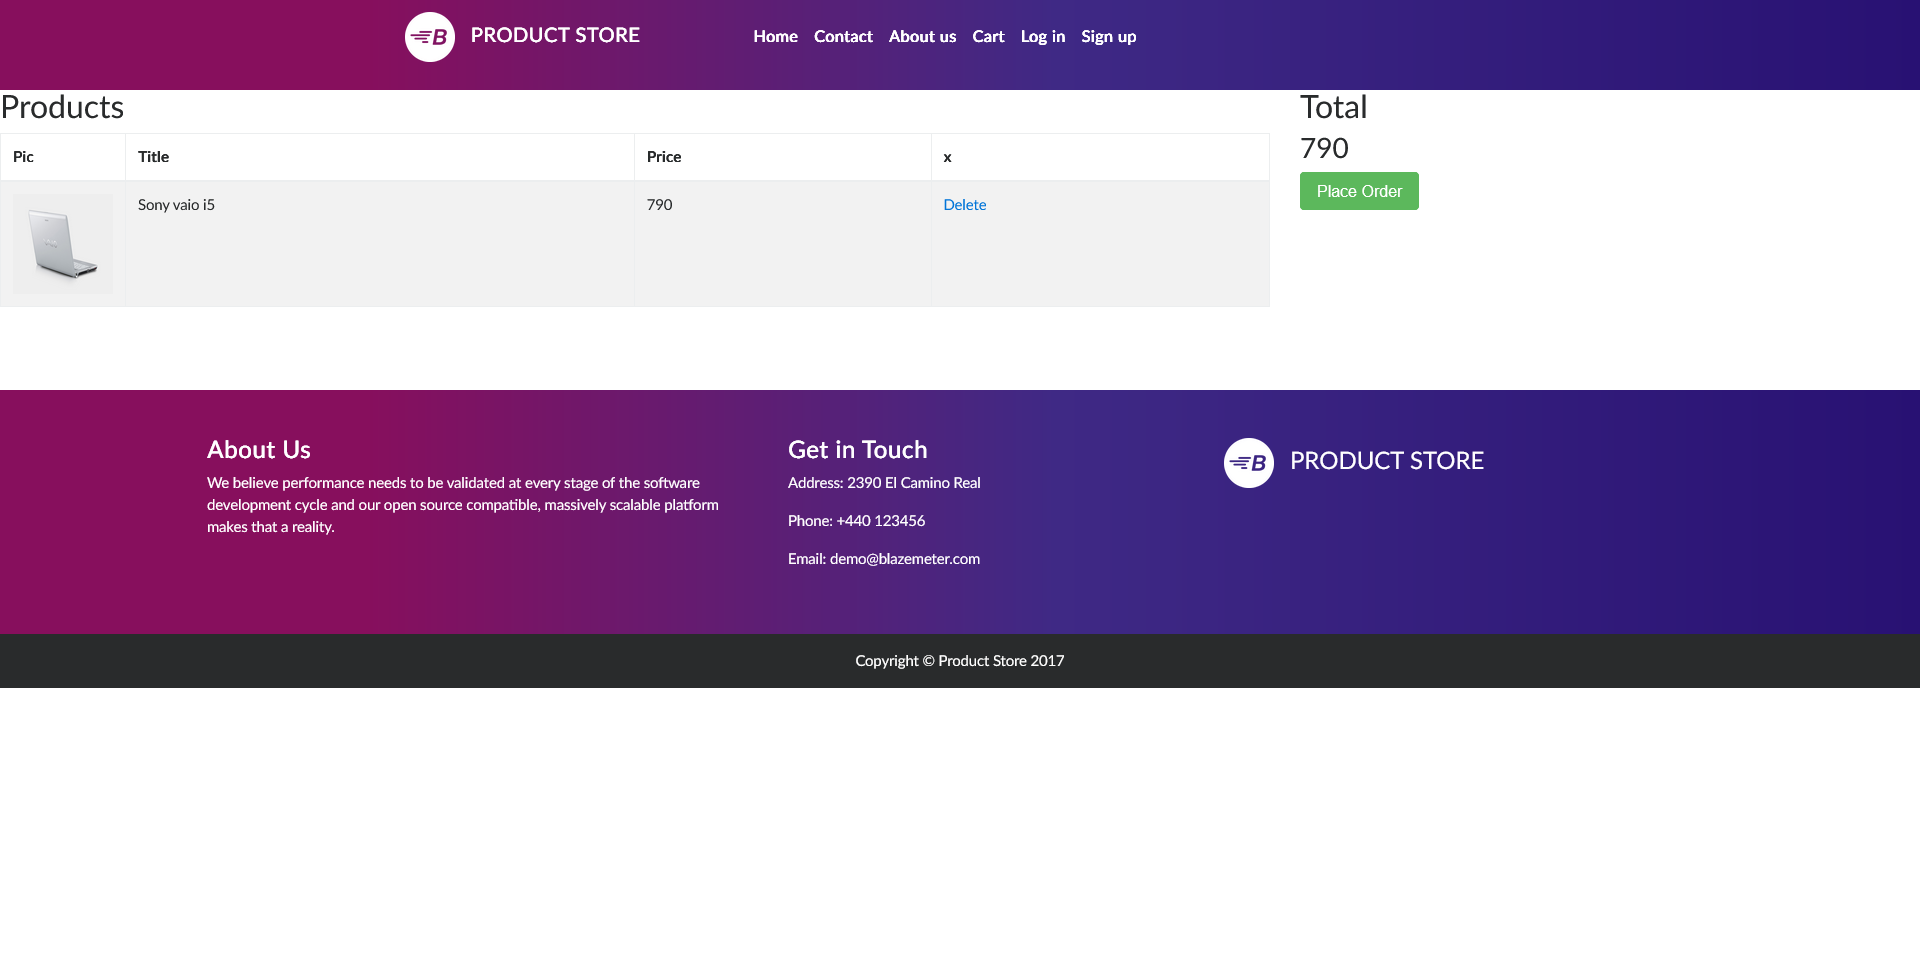 B PRODUCT STORE
Home Contact About us Cart Log in Sign up
Products
Pic Title Price x
Sony vaio i5 790 Delete
Total
790
Place Order
About Us
We believe performance needs to be validated at every stage of the software
development cycle and our open source compatible, massively scalable platform
makes that a reality.
Get in Touch
Address: 2390 El Camino Real
Phone: +440 123456
Email: demo@blazemeter.com
B PRODUCT STORE
Copyright © Product Store 2017